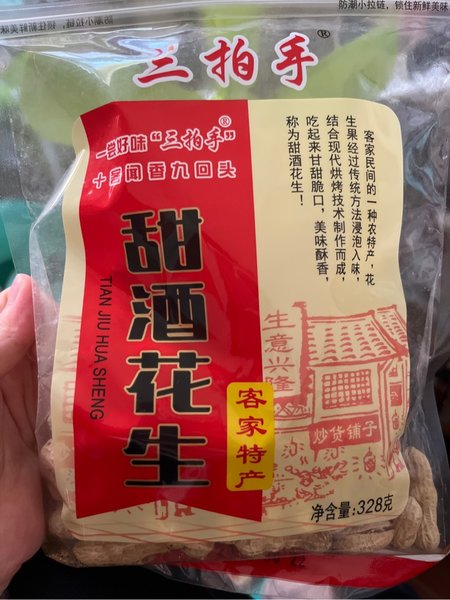 防潮小拉链，锁住新鲜美味
三拍手®
一尝好味“三拍手”®
十香闻香九回头
甜酒花生
TIAN JIU HUA SHENG
客家民间的一种农特产，花
生果经过传统方法浸泡入味，
结合现代烘烤技术制作而成，
吃起来甘甜脆口，美味酥香，
称为甜酒花生！
生意兴隆
炒货铺子
客家特产
净含量:328克